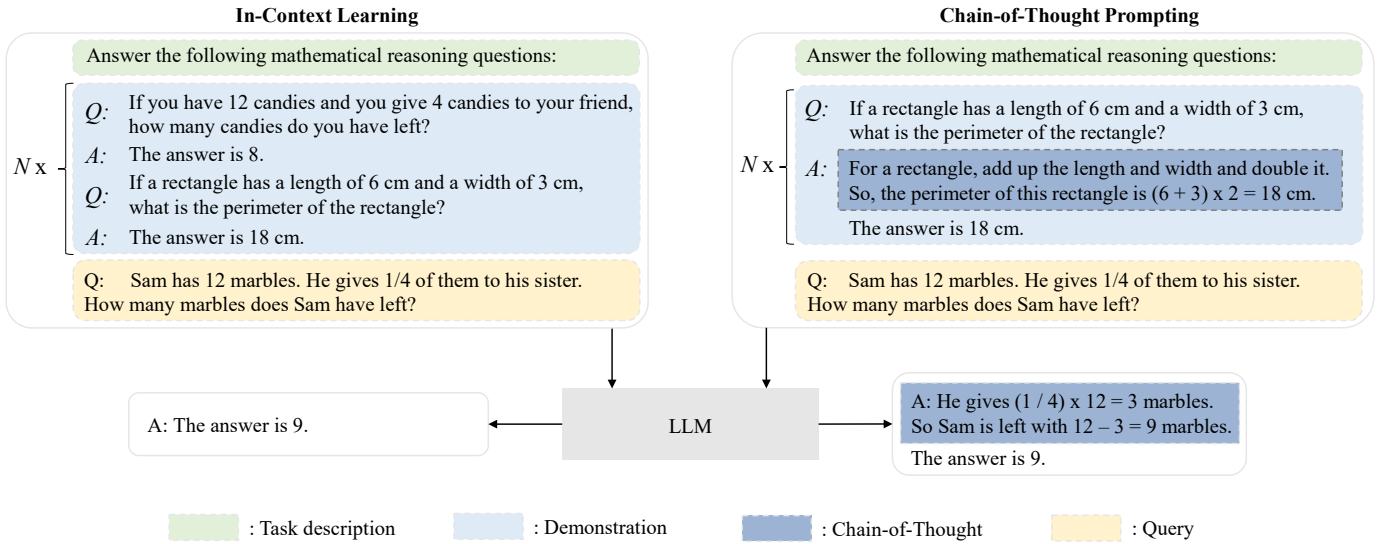 In-Context Learning
Answer the following mathematical reasoning questions:
N x
Q: If you have 12 candies and you give 4 candies to your friend,
how many candies do you have left?
A: The answer is 8.
Q: If a rectangle has a length of 6 cm and a width of 3 cm,
what is the perimeter of the rectangle?
A: The answer is 18 cm.
Q: Sam has 12 marbles. He gives 1/4 of them to his sister.
How many marbles does Sam have left?
Chain-of-Thought Prompting
Answer the following mathematical reasoning questions:
N x
Q: If a rectangle has a length of 6 cm and a width of 3 cm,
what is the perimeter of the rectangle?
A: For a rectangle, add up the length and width and double it.
So, the perimeter of this rectangle is (6 + 3) x 2 = 18 cm.
The answer is 18 cm.
Q: Sam has 12 marbles. He gives 1/4 of them to his sister.
How many marbles does Sam have left?
A: The answer is 9.
LLM
A: He gives (1 / 4) x 12 = 3 marbles.
So Sam is left with 12 – 3 = 9 marbles.
The answer is 9.
: Task description
: Demonstration
: Chain-of-Thought
: Query